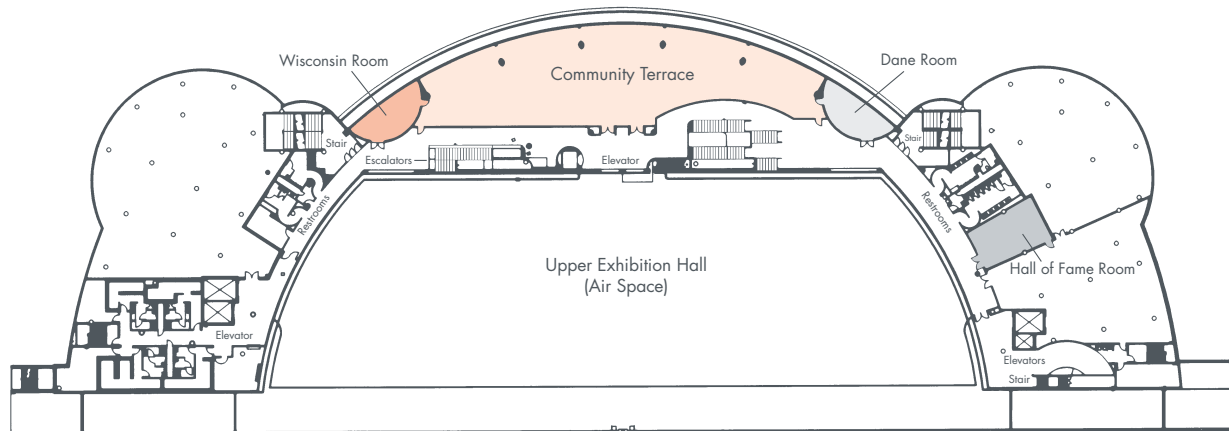 Wisconsin Room
Community Terrace
Dane Room
Stair
Escalators
Elevator
Stair
Restrooms
Restrooms
Upper Exhibition Hall
(Air Space)
Hall of Fame Room
Elevator
Elevators
Stair